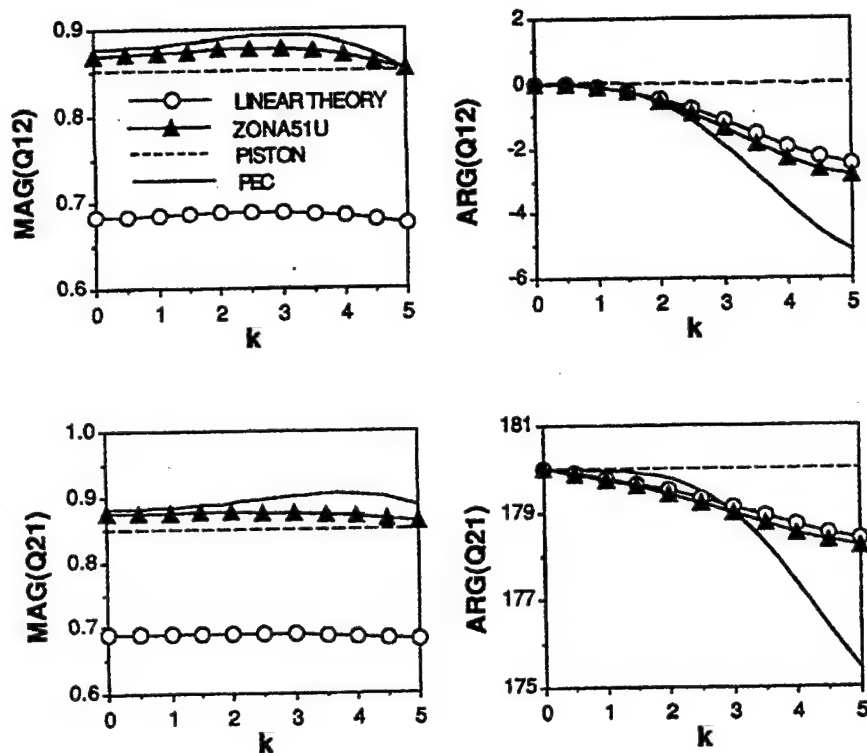 MAG(Q12)
0.9
0.8
0.7
0.6
LINEAR THEORY
ZONA51U
PISTON
PEC
0 1 2 3 4 5
k
ARG(Q12)
2
0
-2
-4
-6
0 1 2 3 4 5
k
MAG(Q21)
1.0
0.9
0.8
0.7
0.6
0 1 2 3 4 5
k
ARG(Q21)
181
179
177
175
0 1 2 3 4 5
k